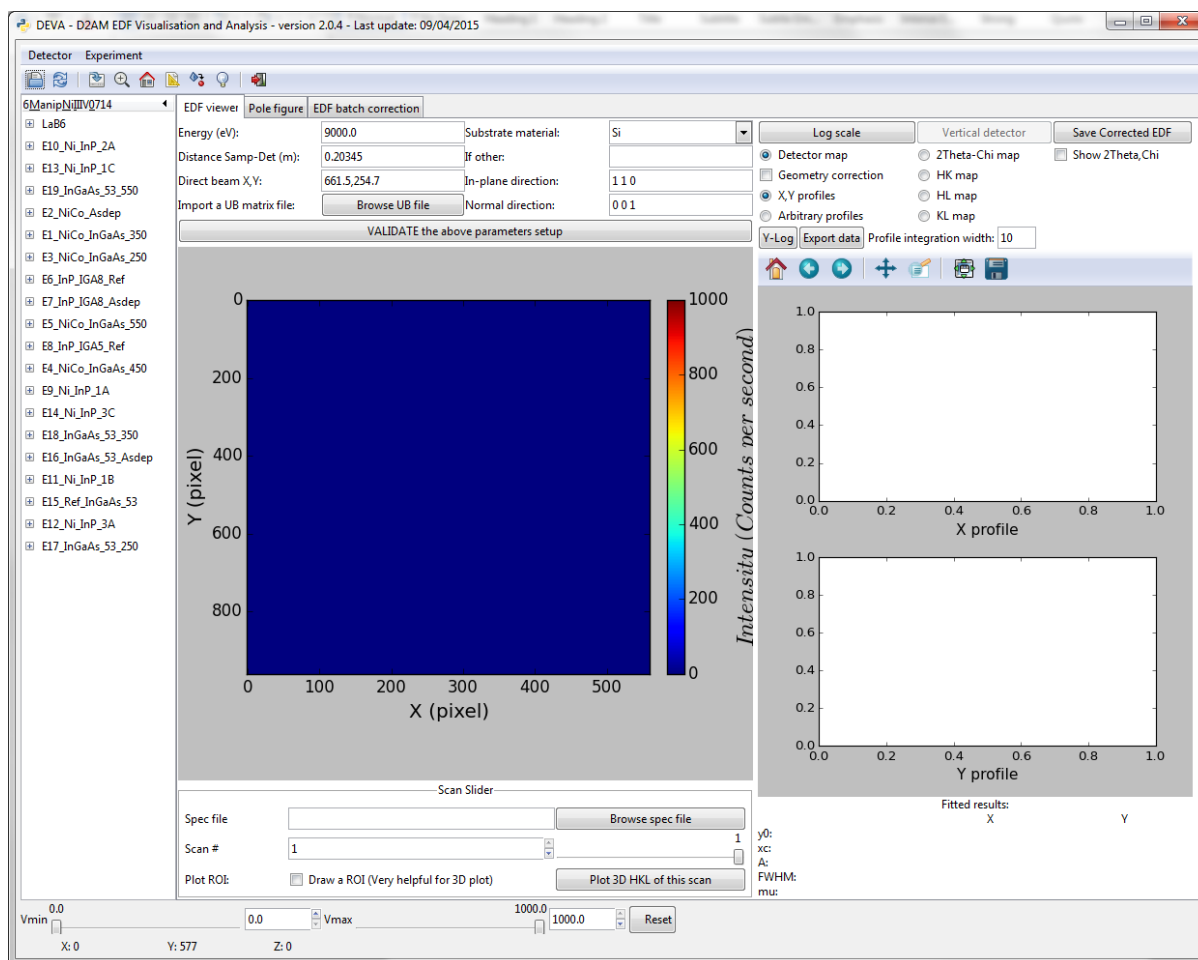 DEVA - D2AM EDF Visualisation and Analysis - version 2.0.4 - Last update: 09/04/2015
Detector Experiment
6ManipNiIIIV0714
LaB6
E10_Ni_InP_2A
E13_Ni_InP_1C
E19_InGaAs_53_550
E2_NiCo_Asdep
E1_NiCo_InGaAs_350
E3_NiCo_InGaAs_250
E6_InP_IGA8_Ref
E7_InP_IGA8_Asdep
E5_NiCo_InGaAs_550
E8_InP_IGA5_Ref
E4_NiCo_InGaAs_450
E9_Ni_InP_1A
E14_Ni_InP_3C
E18_InGaAs_53_350
E16_InGaAs_53_Asdep
E11_Ni_InP_1B
E15_Ref_InGaAs_53
E12_Ni_InP_3A
E17_InGaAs_53_250
EDF viewer Pole figure EDF batch correction
Energy (eV): 9000.0 Substrate material: Si
Distance Samp-Det (m): 0.20345 If other:
Direct beam X,Y: 661.5,254.7 In-plane direction: 1 1 0
Import a UB matrix file: Browse UB file Normal direction: 0 0 1
VALIDATE the above parameters setup
Log scale Vertical detector Save Corrected EDF
Detector map 2Theta-Chi map Show 2Theta,Chi
Geometry correction HK map
X,Y profiles HL map
Arbitrary profiles KL map
Y-Log Export data Profile integration width: 10
0
200
400
600
800
Y (pixel)
0 100 200 300 400 500
X (pixel)
1000
800
600
400
200
0
Intensity (Counts per second)
1.0
0.8
0.6
0.4
0.2
0.0
0.0 0.2 0.4 0.6 0.8 1.0
X profile
1.0
0.8
0.6
0.4
0.2
0.0
0.0 0.2 0.4 0.6 0.8 1.0
Y profile
Scan Slider
Spec file Browse spec file
Scan # 1 1
Plot ROI: Draw a ROI (Very helpful for 3D plot) Plot 3D HKL of this scan
Fitted results:
X Y
y0:
xc:
A:
FWHM:
mu:
0.0 1000.0
Vmin 0.0 Vmax 1000.0 Reset
X: 0 Y: 577 Z: 0